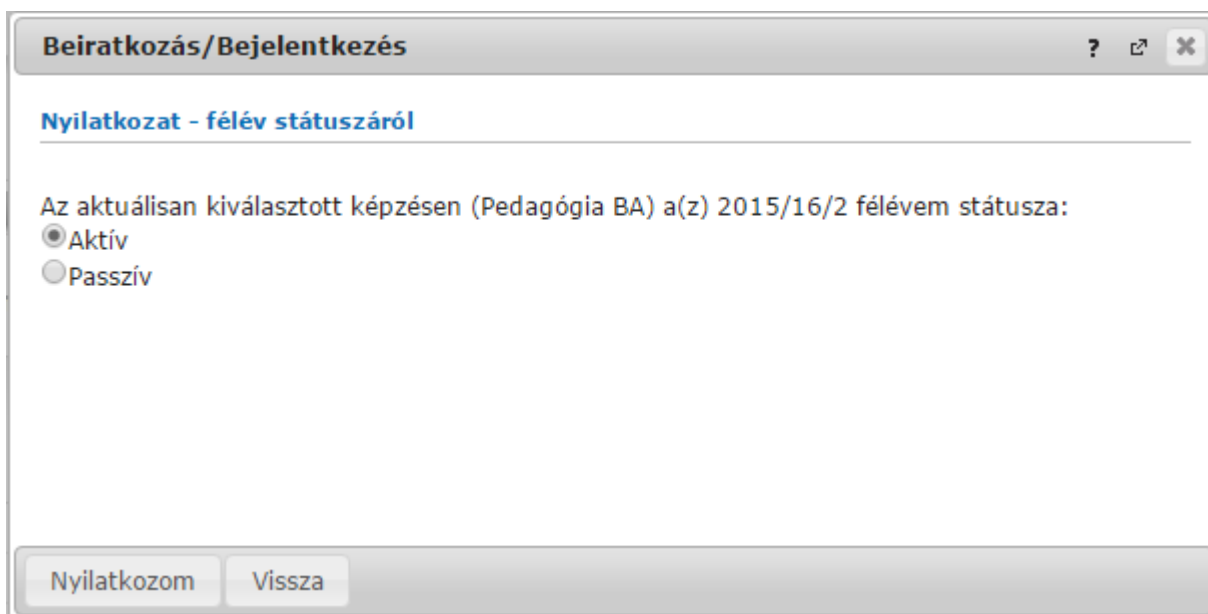 Beiratkozás/Bejelentkezés ?
Nyilatkozat - félév státuszáról
Az aktuálisan kiválasztott képzésen (Pedagógia BA) a(z) 2015/16/2 félévem státusza:
Aktív
Passzív
Nyilatkozom Vissza